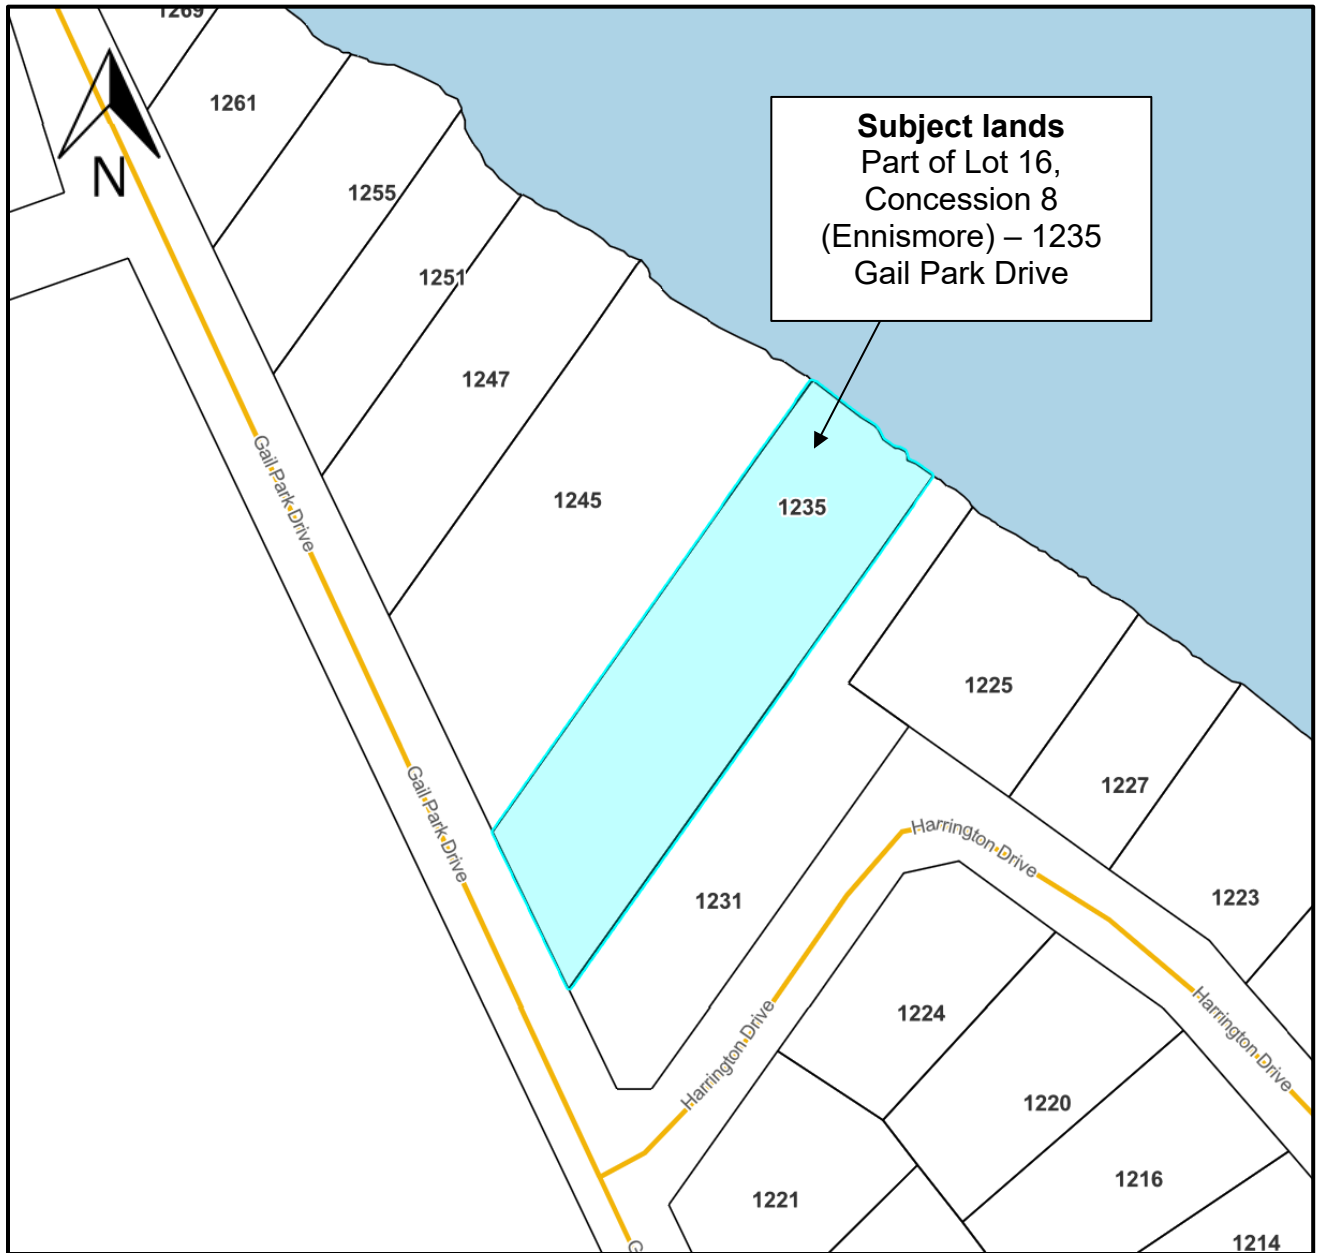 1269
1261
N
1255
1251
1247
1245
Subject lands
Part of Lot 16,
Concession 8
(Ennismore) – 1235
Gail Park Drive
1235
Gail Park Drive
Gail Park Drive
1225
1227
1223
1231
Harrington Drive
Harrington Drive
Harrington Drive
1224
1220
1216
1221
1214
G